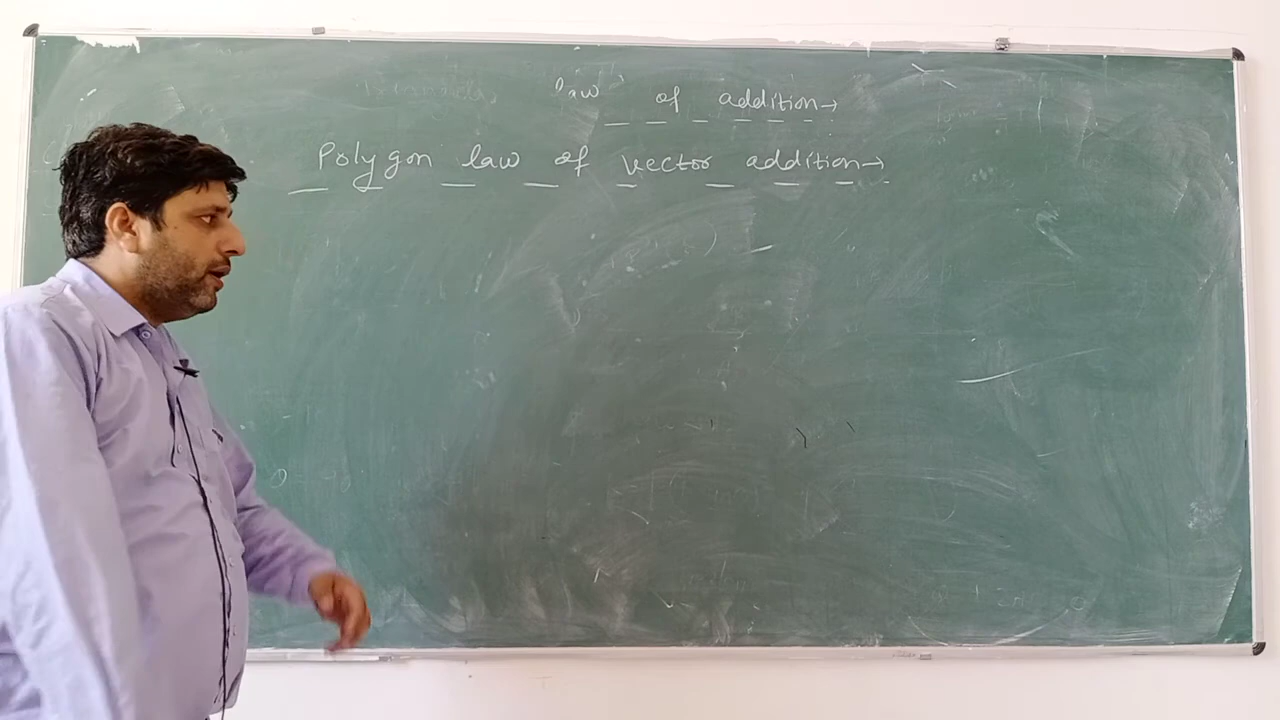 law of addition→
Polygon law of vector addition→